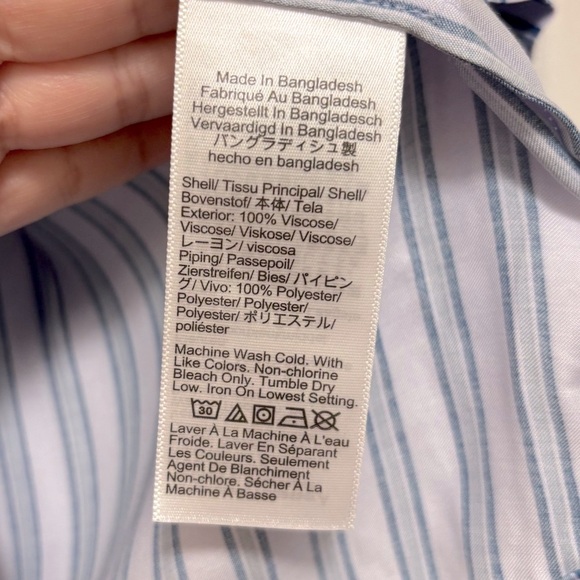 Made In Bangladesh
Fabriqué Au Bangladesh
Hergestellt In Bangladesch
Vervaardigd In Bangladesh
バングラディシュ製
hecho en bangladesh
Shell/ Tissu Principal/ Shell/
Bovenstof/ 本体/ Tela
Exterior: 100% Viscose/
Viscose/ Viskose/ Viscose/
レーヨン/ viscosa
Piping/ Passepoil/
Zierstreifen/ Bies/ パイピン
グ/ Vivo: 100% Polyester/
Polyester/ Polyester/
Polyester/ ポリエステル/
poliéster
Machine Wash Cold. With
Like Colors. Non-chlorine
Bleach Only. Tumble Dry
Low. Iron On Lowest Setting.
30
Laver À La Machine À L'eau
Froide. Laver En Séparant
Les Couleurs. Seulement
Agent De Blanchiment
Non-chlore. Sécher À La
Machine À Basse